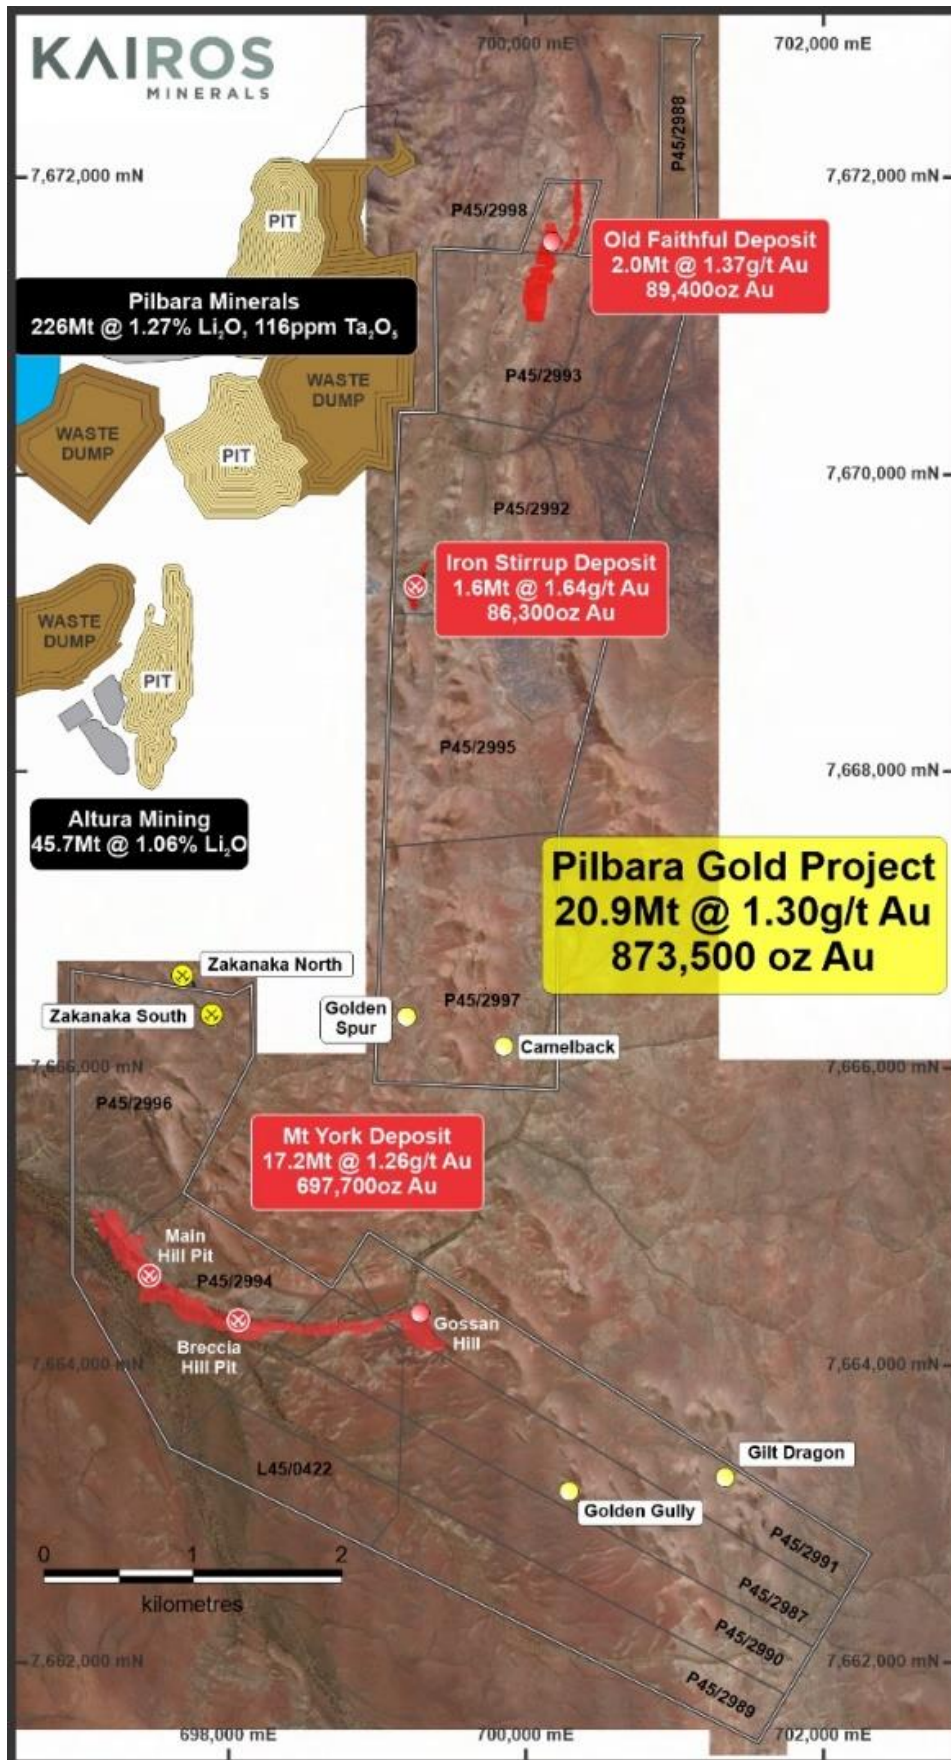 KAIROS
MINERALS
700,000 mE
702,000 mE
P45/2988
7,672,000 mN
7,672,000 mN
PIT
P45/2998
Old Faithful Deposit
2.0Mt @ 1.37g/t Au
89,400oz Au
Pilbara Minerals
226Mt @ 1.27% Li₂O, 116ppm Ta₂O₅
P45/2993
WASTE
DUMP
WASTE
DUMP
PIT
7,670,000 mN
P45/2992
Iron Stirrup Deposit
1.6Mt @ 1.64g/t Au
86,300oz Au
WASTE
DUMP
PIT
P45/2995
7,668,000 mN
Altura Mining
45.7Mt @ 1.06% Li₂O
Pilbara Gold Project
20.9Mt @ 1.30g/t Au
873,500 oz Au
Zakanaka North
Zakanaka South
P45/2997
Golden
Spur
Camelback
7,666,000 mN
7,666,000 mN
P45/2996
Mt York Deposit
17.2Mt @ 1.26g/t Au
697,700oz Au
Main
Hill Pit
P45/2994
Gossan
Hill
Breccia
Hill Pit
7,664,000 mN
7,664,000 mN
Gilt Dragon
L45/0422
Golden Gully
P45/2991
0 1 2
kilometres
P45/2987
P45/2990
P45/2989
7,662,000 mN
7,662,000 mN
698,000 mE
700,000 mE
702,000 mE